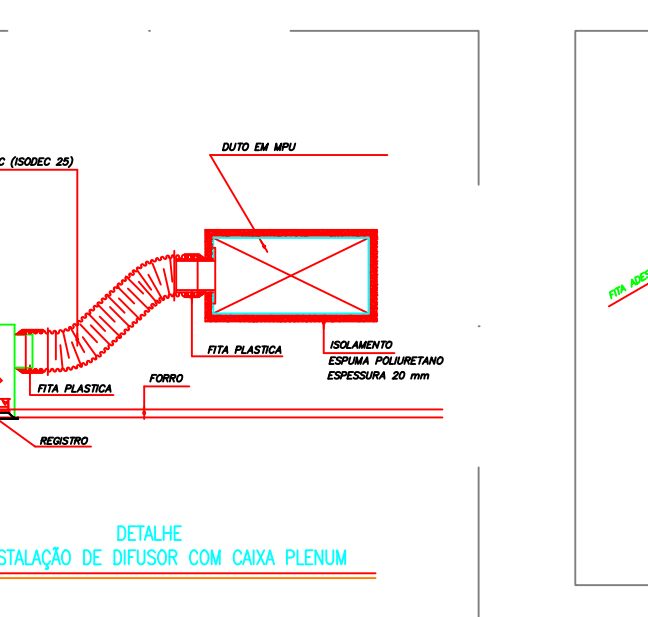 DUTO EM MPU
C (ISODEC 25)
FITA ADES
FITA PLASTICA
ISOLAMENTO
ESPUMA POLIURETANO
ESPESSURA 20 mm
FORRO
FITA PLASTICA
REGISTRO
DETALHE
STALAÇÃO DE DIFUSOR COM CAIXA PLENUM